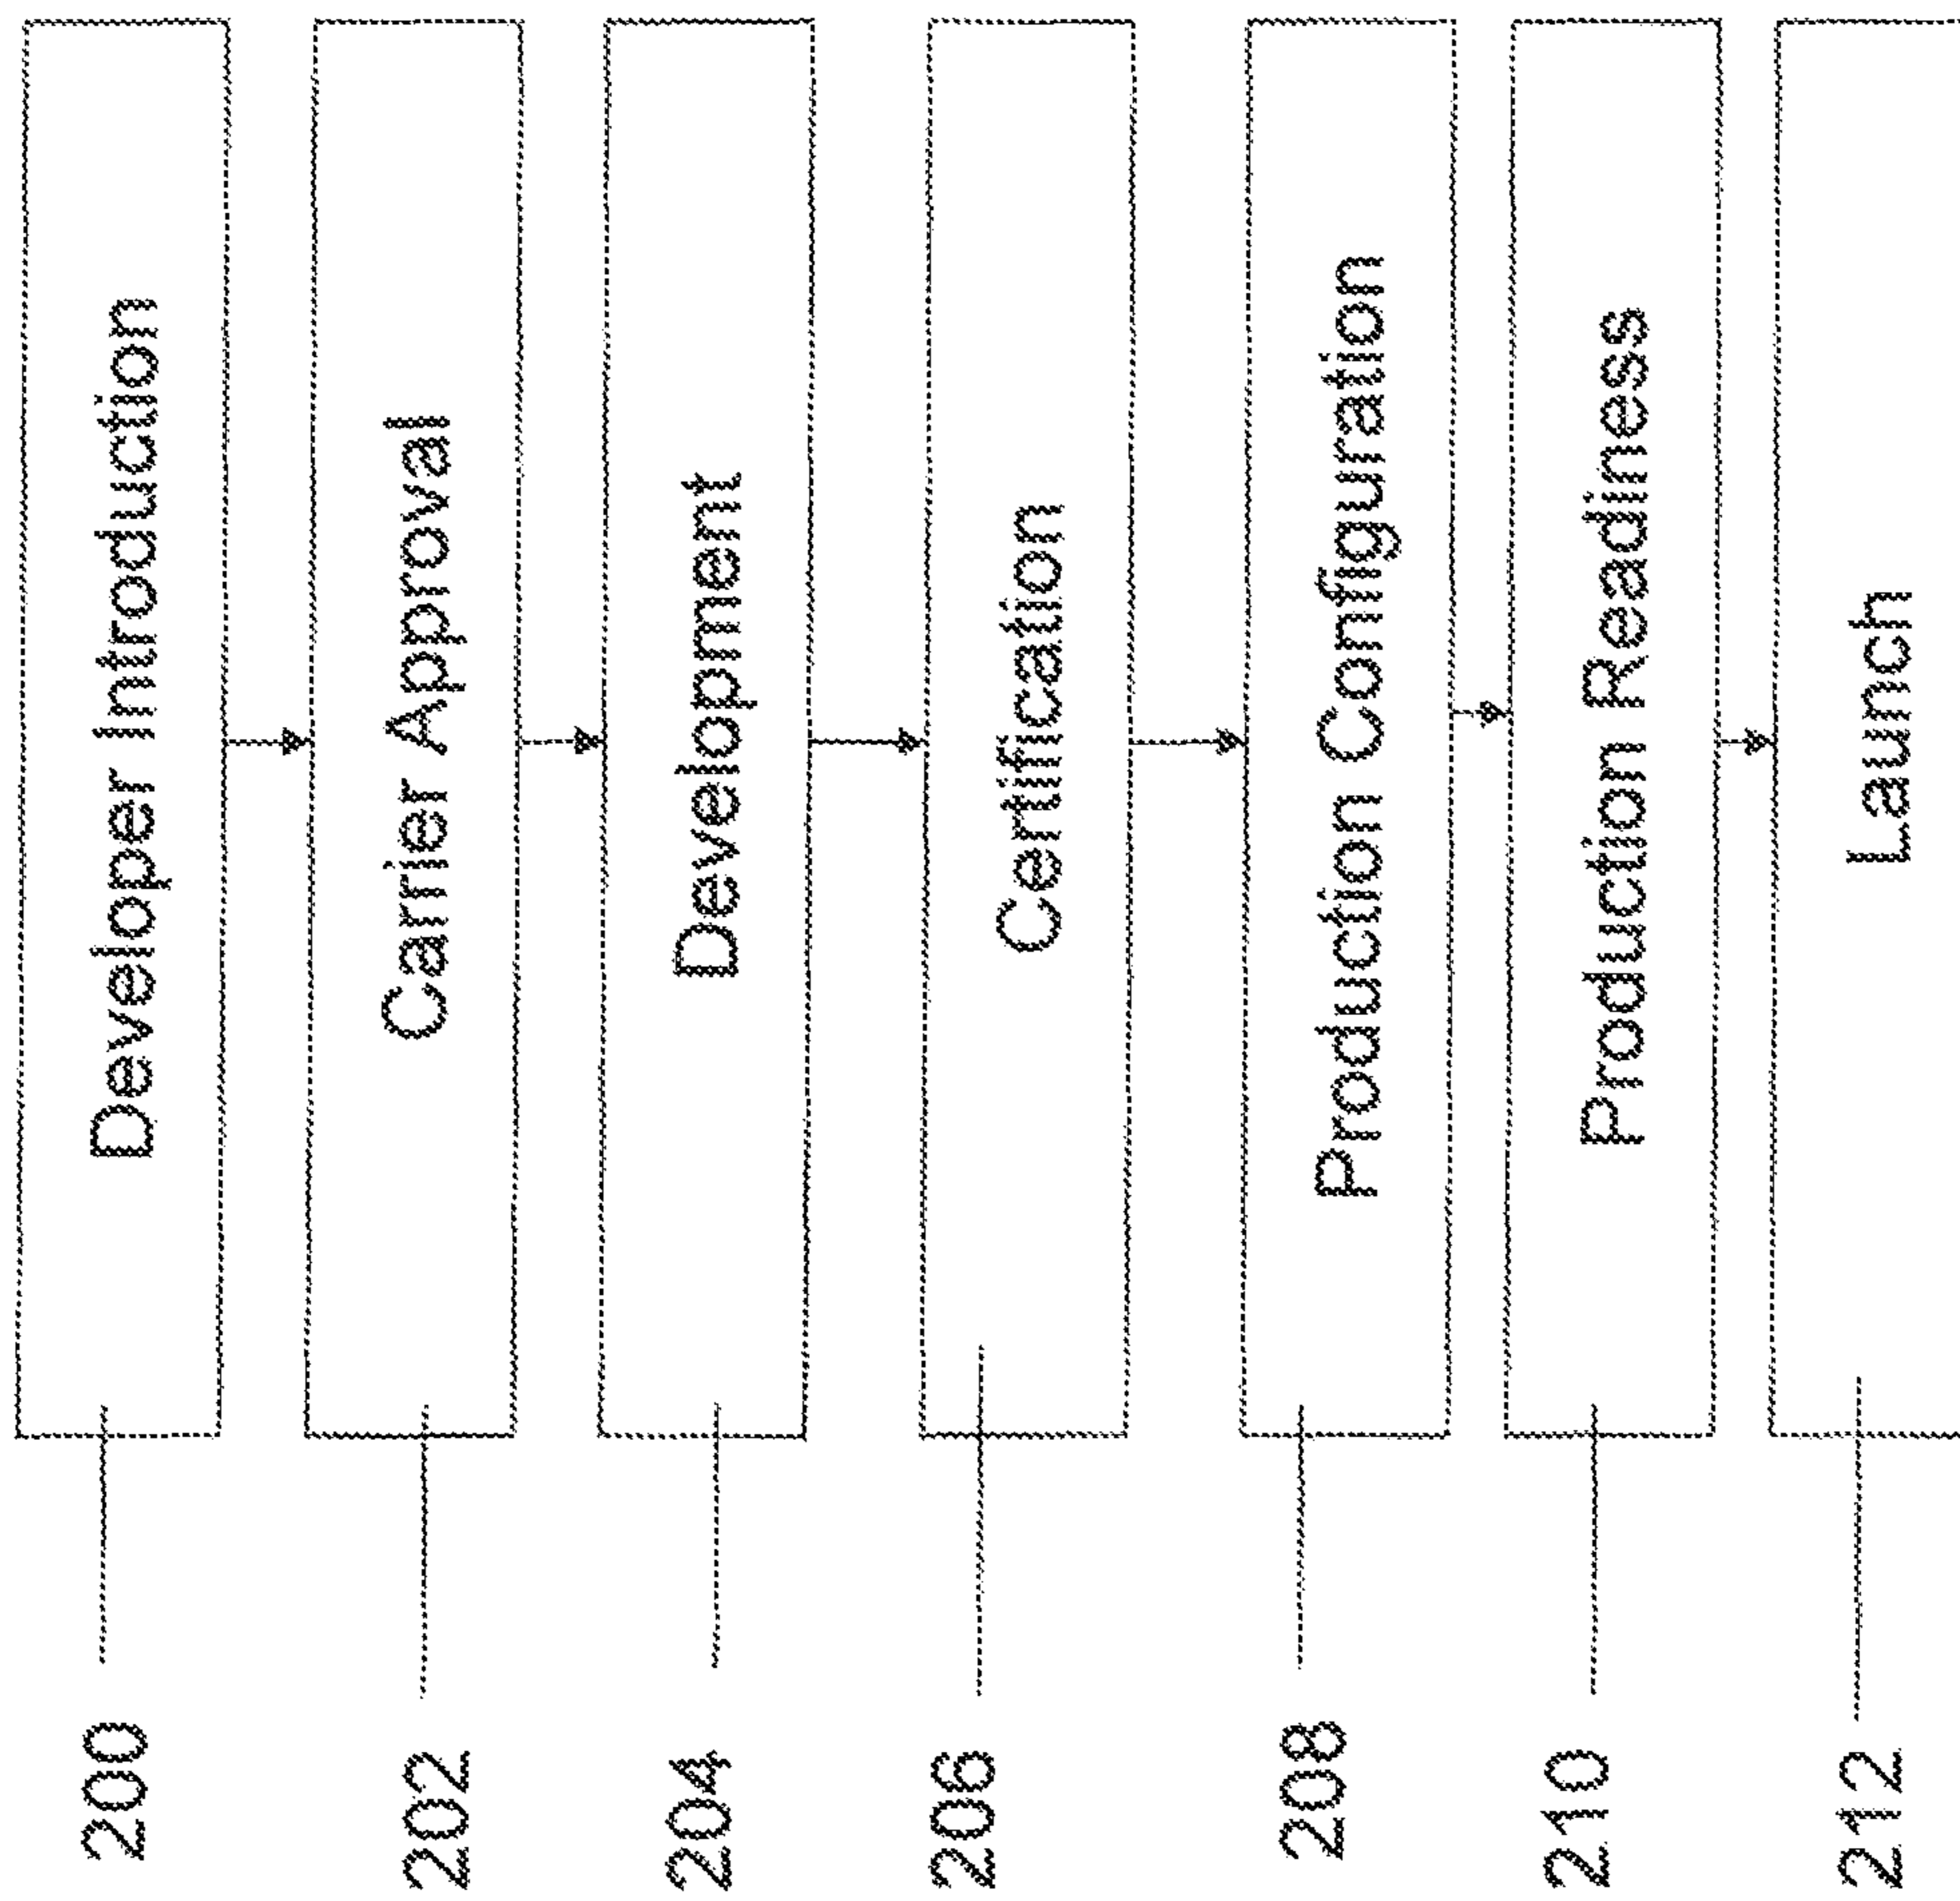 200
Developer Introduction
202
Carrier Approval
204
Development
206
Certification
208
Production Configuration
210
Production Readiness
212
Launch